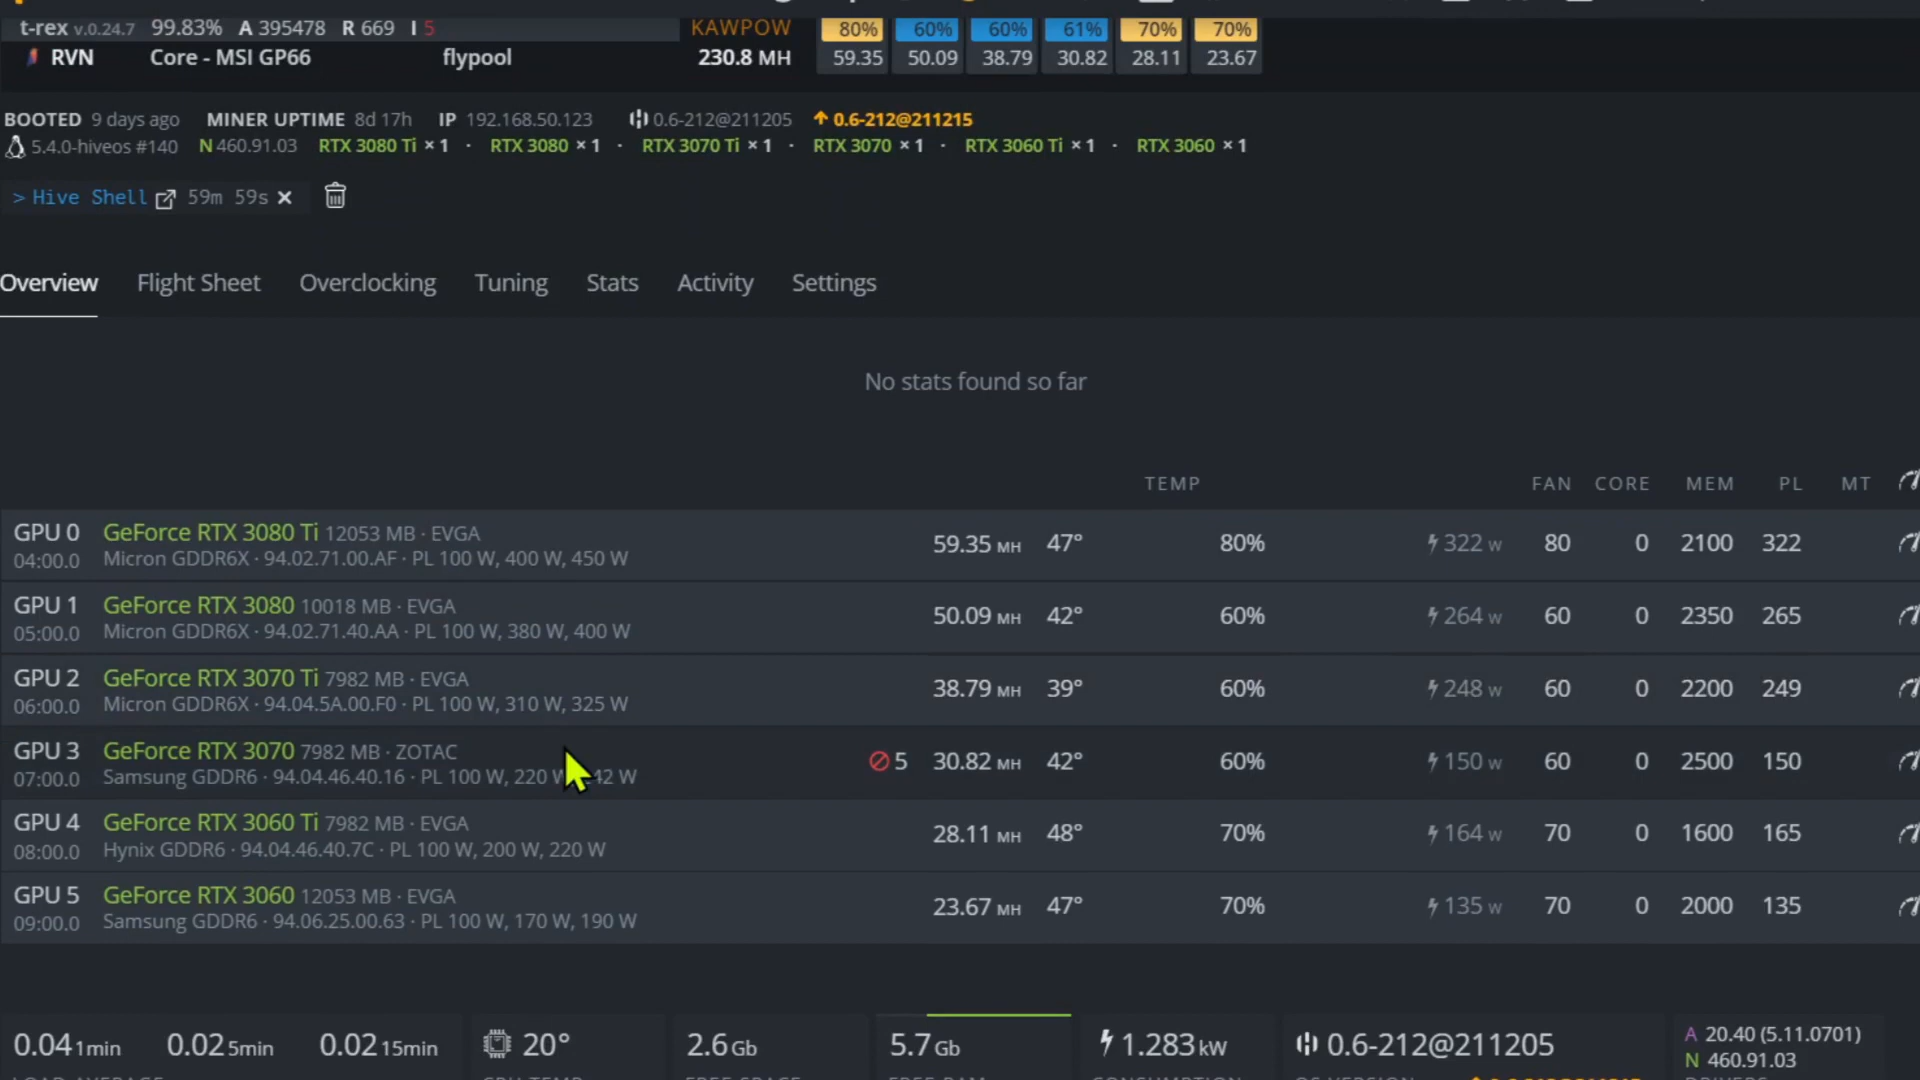 t-rex v.0.24.7 99.83% A 395478 R 669 I 5 KAWPOW 80% 60% 60% 61% 70% 70%
RVN Core - MSI GP66 flypool 230.8 MH 59.35 50.09 38.79 30.82 28.11 23.67
BOOTED 9 days ago MINER UPTIME 8d 17h IP 192.168.50.123 0.6-212@211205 0.6-212@211215
5.4.0-hiveos #140 N 460.91.03 RTX 3080 Ti × 1 · RTX 3080 × 1 · RTX 3070 Ti × 1 · RTX 3070 × 1 · RTX 3060 Ti × 1 · RTX 3060 × 1
> Hive Shell 59m 59s ×
Overview Flight Sheet Overclocking Tuning Stats Activity Settings
No stats found so far
TEMP FAN CORE MEM PL MT
GPU 0 GeForce RTX 3080 Ti 12053 MB · EVGA 59.35 MH 47° 80% 322 W 80 0 2100 322
04:00.0 Micron GDDR6X · 94.02.71.00.AF · PL 100 W, 400 W, 450 W
GPU 1 GeForce RTX 3080 10018 MB · EVGA 50.09 MH 42° 60% 264 W 60 0 2350 265
05:00.0 Micron GDDR6X · 94.02.71.40.AA · PL 100 W, 380 W, 400 W
GPU 2 GeForce RTX 3070 Ti 7982 MB · EVGA 38.79 MH 39° 60% 248 W 60 0 2200 249
06:00.0 Micron GDDR6X · 94.04.5A.00.F0 · PL 100 W, 310 W, 325 W
GPU 3 GeForce RTX 3070 7982 MB · ZOTAC 5 30.82 MH 42° 60% 150 W 60 0 2500 150
07:00.0 Samsung GDDR6 · 94.04.46.40.16 · PL 100 W, 220 W 42 W
GPU 4 GeForce RTX 3060 Ti 7982 MB · EVGA 28.11 MH 48° 70% 164 W 70 0 1600 165
08:00.0 Hynix GDDR6 · 94.04.46.40.7C · PL 100 W, 200 W, 220 W
GPU 5 GeForce RTX 3060 12053 MB · EVGA 23.67 MH 47° 70% 135 W 70 0 2000 135
09:00.0 Samsung GDDR6 · 94.06.25.00.63 · PL 100 W, 170 W, 190 W
0.04 1min 0.02 5min 0.02 15min 20° 2.6 Gb 5.7 Gb 1.283 kW 0.6-212@211205 A 20.40 (5.11.0701)
N 460.91.03